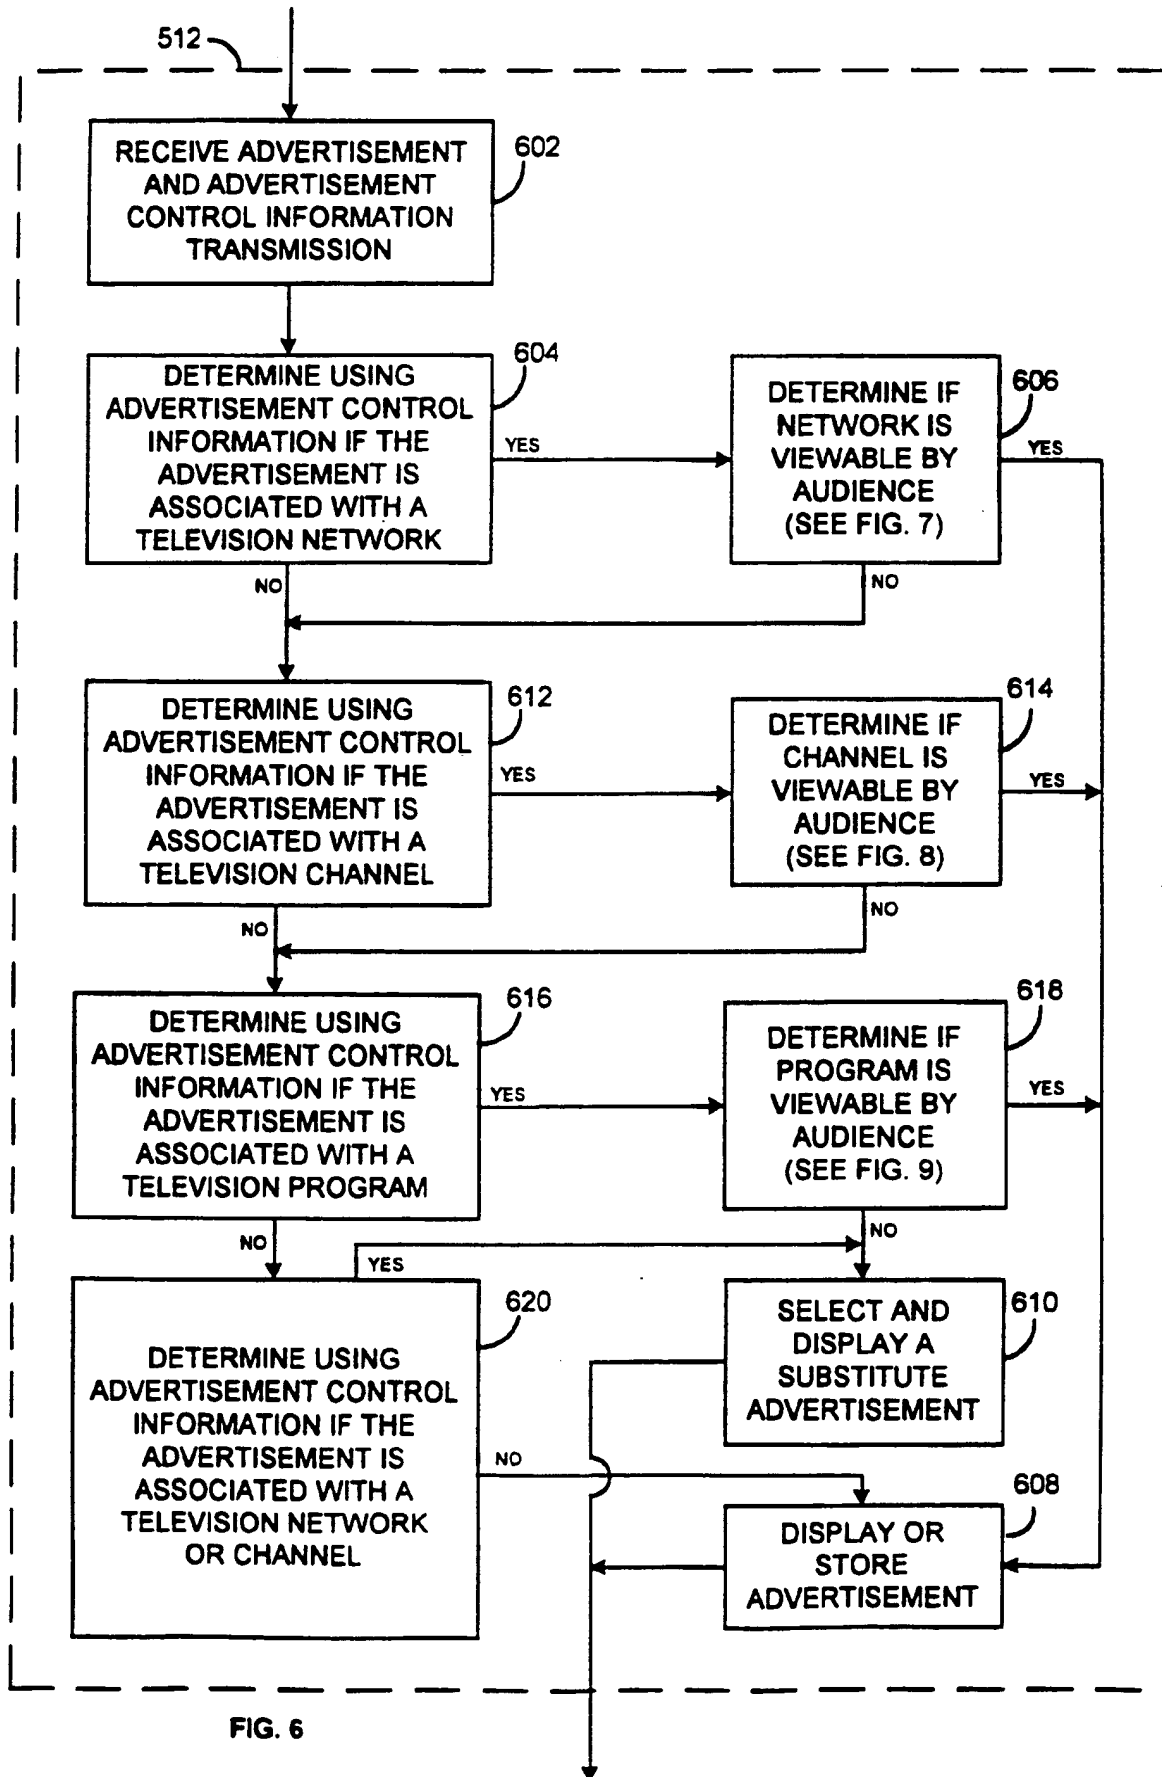 512
RECEIVE ADVERTISEMENT
AND ADVERTISEMENT
CONTROL INFORMATION
TRANSMISSION
602
DETERMINE USING
ADVERTISEMENT CONTROL
INFORMATION IF THE
ADVERTISEMENT IS
ASSOCIATED WITH A
TELEVISION NETWORK
604
YES
NO
DETERMINE IF
NETWORK IS
VIEWABLE BY
AUDIENCE
(SEE FIG. 7)
606
YES
NO
DETERMINE USING
ADVERTISEMENT CONTROL
INFORMATION IF THE
ADVERTISEMENT IS
ASSOCIATED WITH A
TELEVISION CHANNEL
612
YES
NO
DETERMINE IF
CHANNEL IS
VIEWABLE BY
AUDIENCE
(SEE FIG. 8)
614
YES
NO
DETERMINE USING
ADVERTISEMENT CONTROL
INFORMATION IF THE
ADVERTISEMENT IS
ASSOCIATED WITH A
TELEVISION PROGRAM
616
YES
NO
DETERMINE IF
PROGRAM IS
VIEWABLE BY
AUDIENCE
(SEE FIG. 9)
618
YES
NO
DETERMINE USING
ADVERTISEMENT CONTROL
INFORMATION IF THE
ADVERTISEMENT IS
ASSOCIATED WITH A
TELEVISION NETWORK
OR CHANNEL
620
YES
NO
SELECT AND
DISPLAY A
SUBSTITUTE
ADVERTISEMENT
610
DISPLAY OR
STORE
ADVERTISEMENT
608
FIG. 6